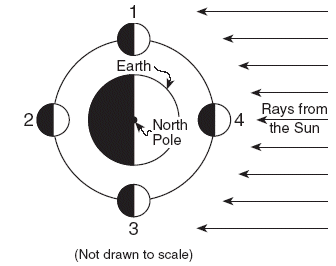 1
Earth
2
North
Pole
4
Rays from
the Sun
3
(Not drawn to scale)